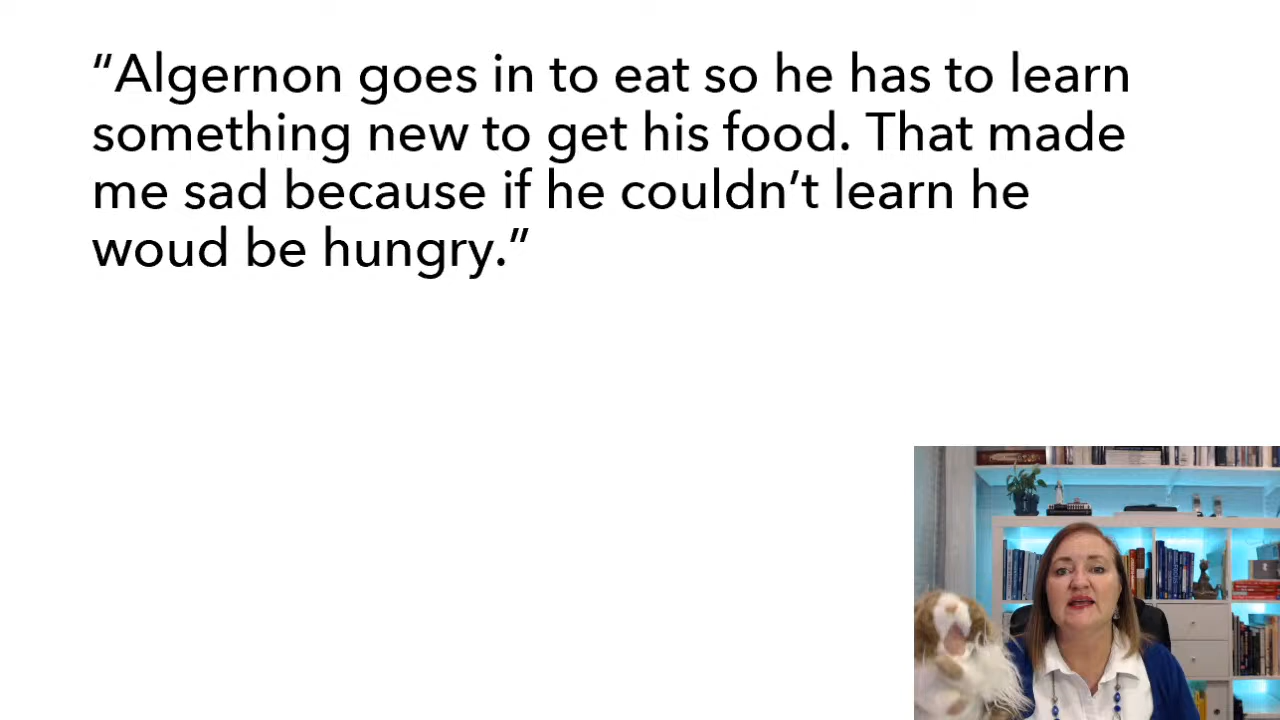 "Algernon goes in to eat so he has to learn
something new to get his food. That made
me sad because if he couldn’t learn he
woud be hungry."